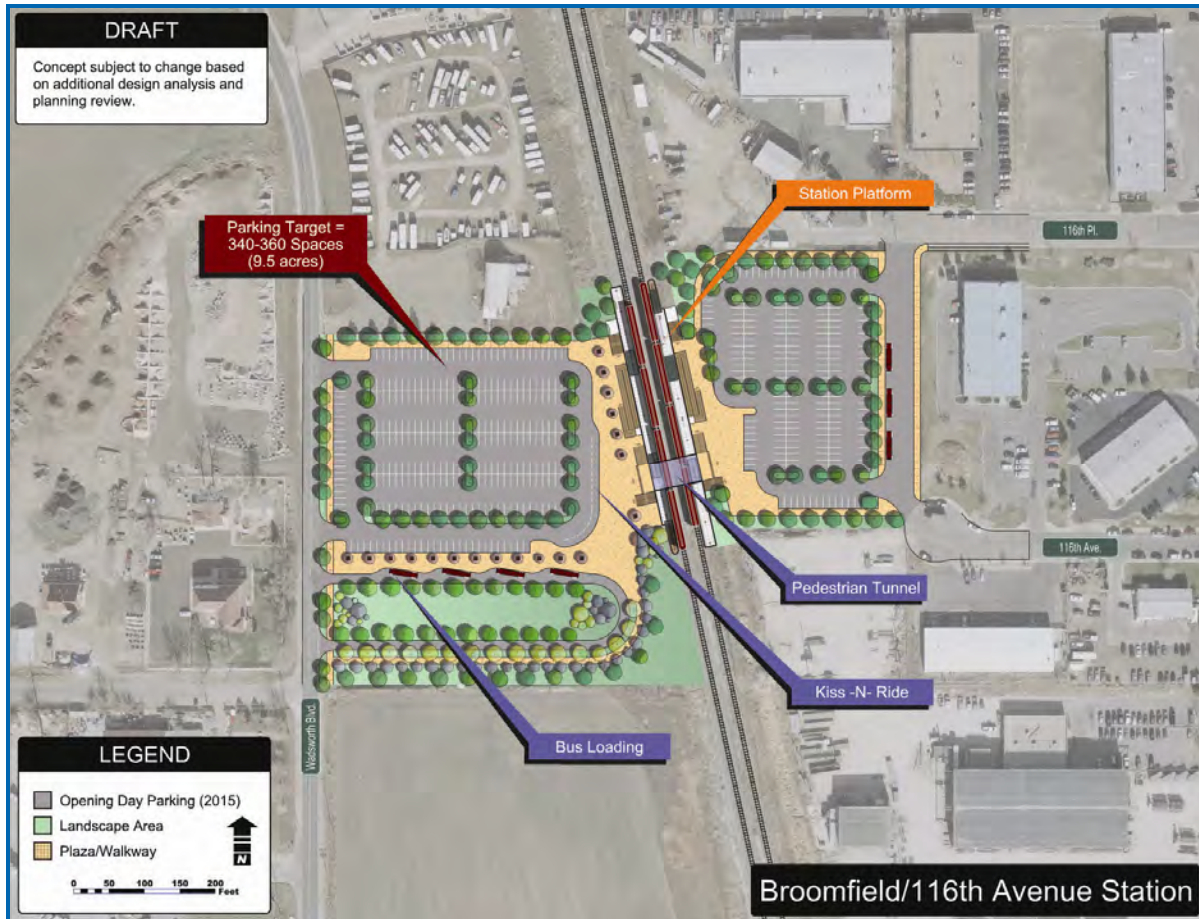 DRAFT
Concept subject to change based
on additional design analysis and
planning review.
Station Platform
116th Pl.
Parking Target =
340-360 Spaces
(9.5 acres)
116th Ave.
Pedestrian Tunnel
Kiss -N- Ride
Bus Loading
Wadsworth Blvd.
LEGEND
Opening Day Parking (2015)
Landscape Area
Plaza/Walkway
N
0 50 100 150 200
Feet
Broomfield/116th Avenue Station